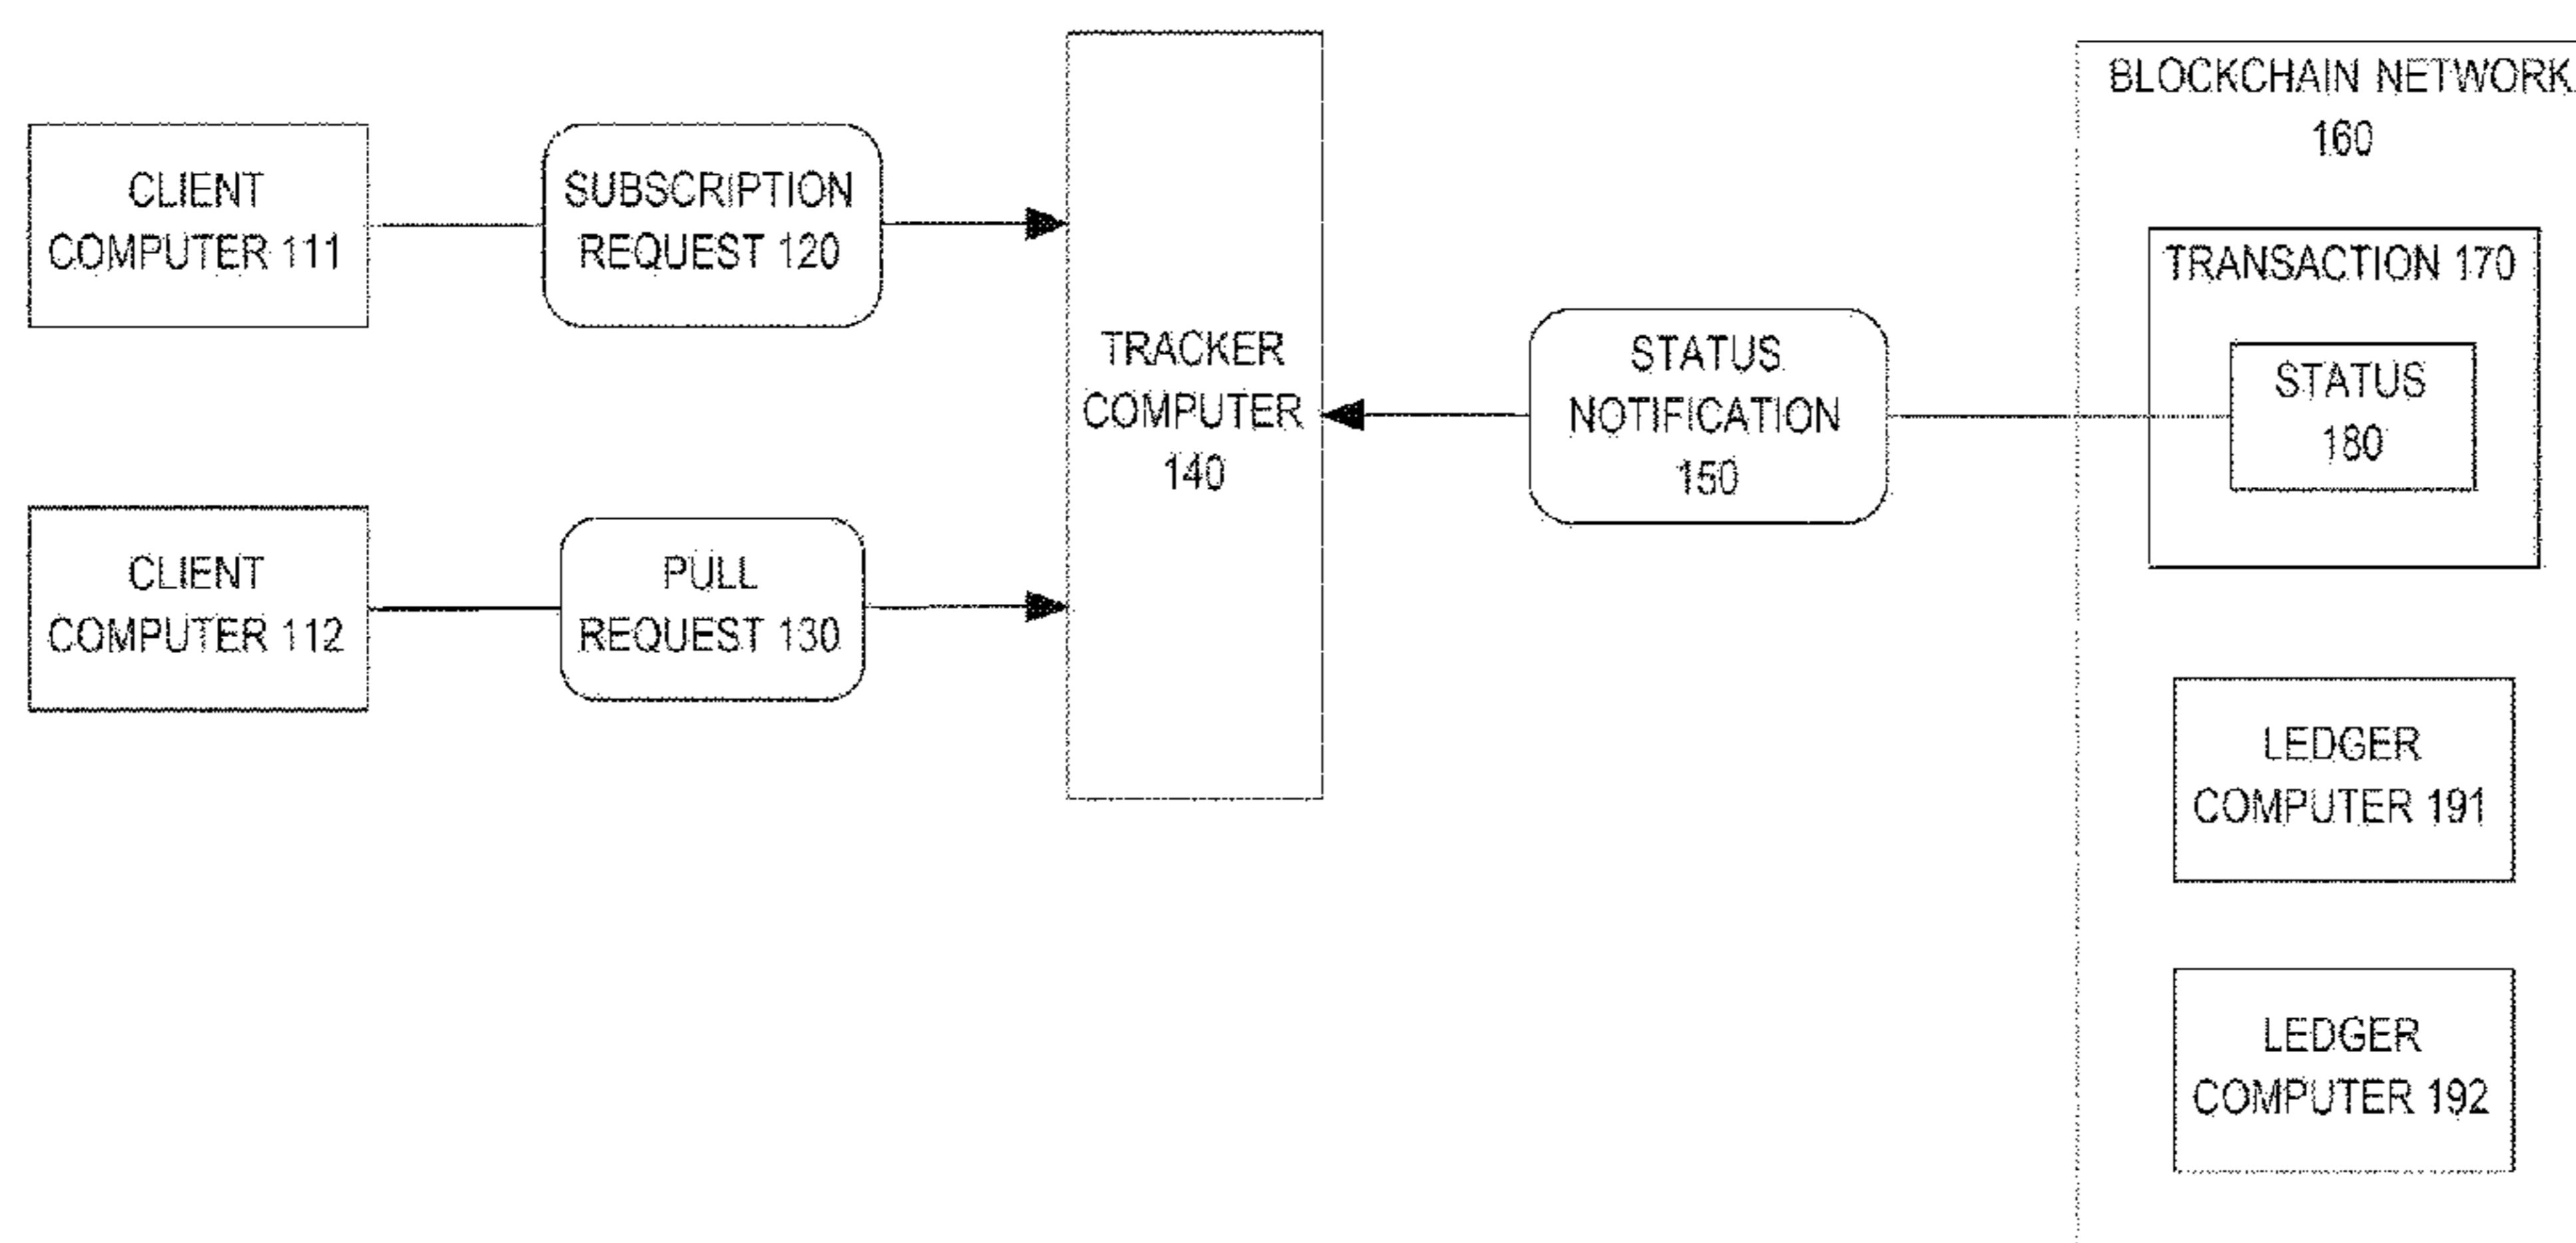 CLIENT
COMPUTER 111
SUBSCRIPTION
REQUEST 120
CLIENT
COMPUTER 112
PULL
REQUEST 130
TRACKER
COMPUTER
140
STATUS
NOTIFICATION
150
BLOCKCHAIN NETWORK
160
TRANSACTION 170
STATUS
180
LEDGER
COMPUTER 191
LEDGER
COMPUTER 192